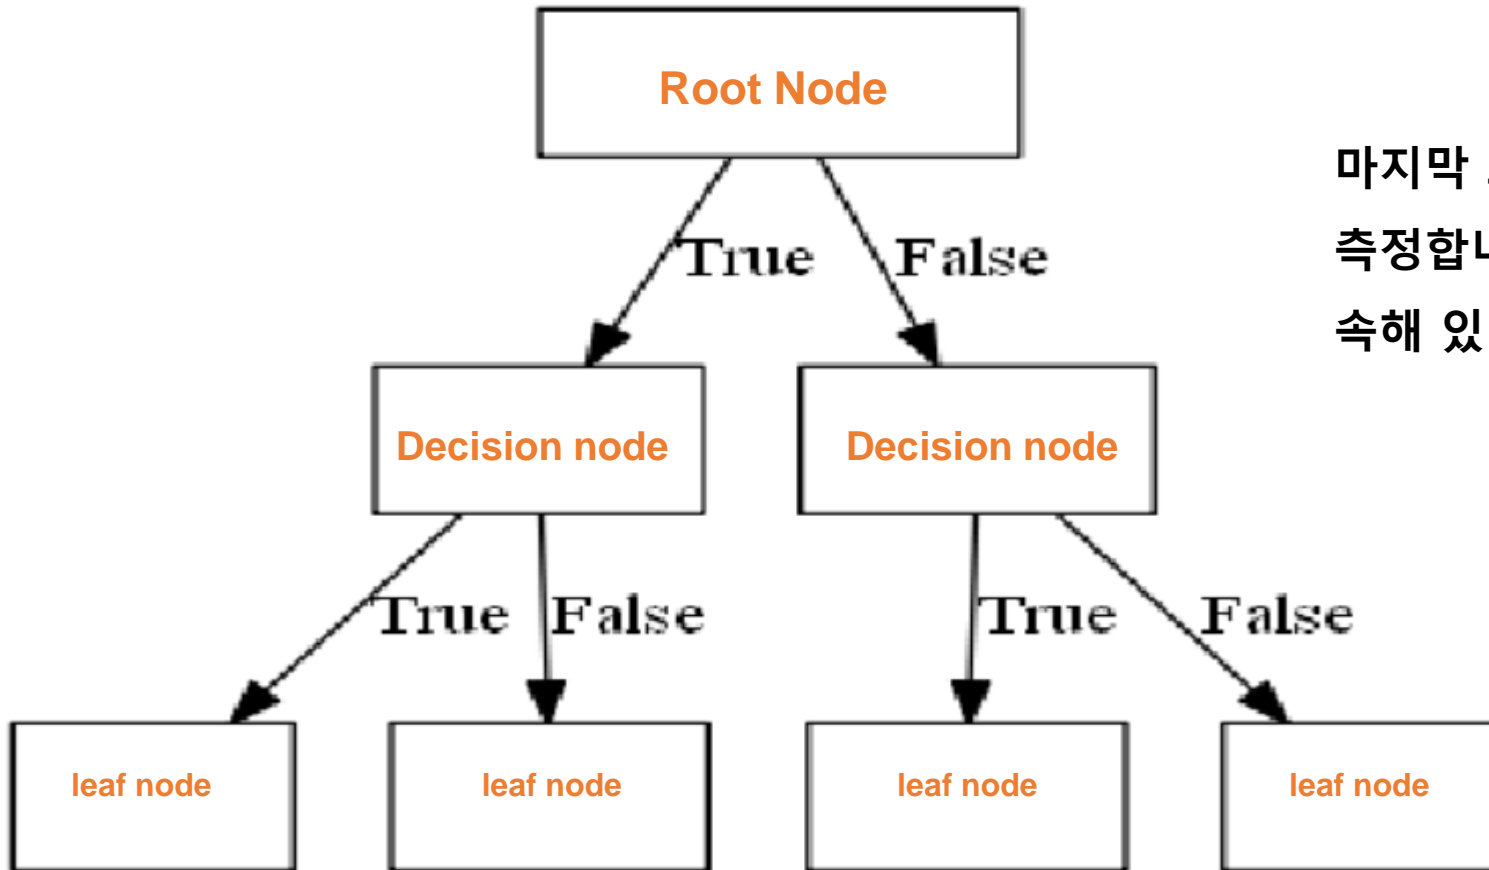 Root Node
마지막
True False
측정합니
속해 있
Decision node Decision node
True False True False
leaf node leaf node leaf node leaf node